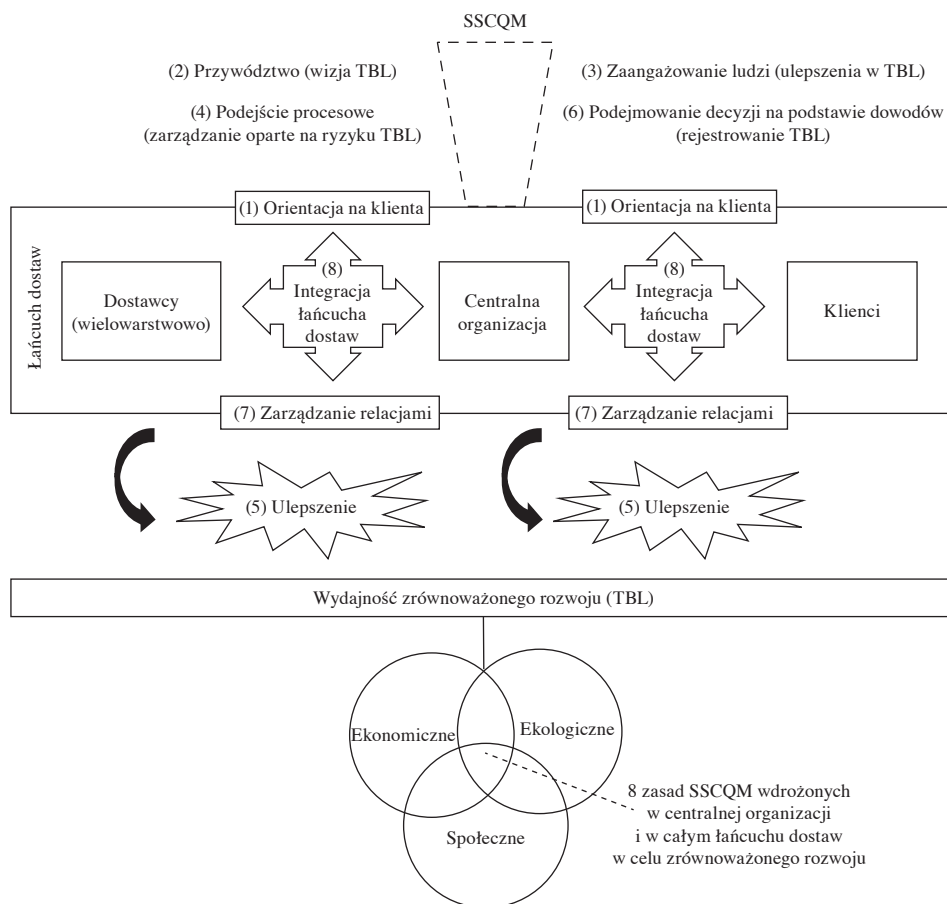 SSCQM
(2) Przywództwo (wizja TBL)
(3) Zaangażowanie ludzi (ulepszenia w TBL)
(4) Podejście procesowe
(zarządzanie oparte na ryzyku TBL)
(6) Podejmowanie decyzji na podstawie dowodów
(rejestrowanie TBL)
(1) Orientacja na klienta
(1) Orientacja na klienta
Łańcuch dostaw
Dostawcy
(wielowarstwowo)
(8)
Integracja
łańcucha
dostaw
Centralna
organizacja
(8)
Integracja
łańcucha
dostaw
Klienci
(7) Zarządzanie relacjami
(7) Zarządzanie relacjami
(5) Ulepszenie
(5) Ulepszenie
Wydajność zrównoważonego rozwoju (TBL)
Ekonomiczne
Ekologiczne
Społeczne
8 zasad SSCQM wdrożonych
w centralnej organizacji
i w całym łańcuchu dostaw
w celu zrównoważonego rozwoju